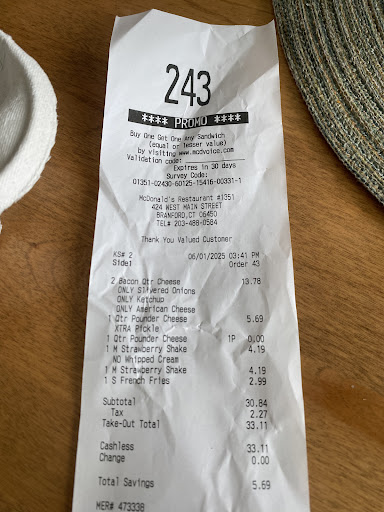 243
**** PROMO ****
Buy One Get One Any Sandwich
(equal or lesser value)
by visiting www.mcdvoice.com
Validation code:
Expires in 30 days
Survey Code:
01351-02430-60125-15416-00331-1
McDonald's Restaurant #1351
424 WEST MAIN STREET
BRANFORD,CT 06450
TEL# 203-488-0584
Thank You Valued Customer
KS# 2 06/01/2025 03:41 PM
Side1 Order 43
2 Bacon Qtr Cheese 13.78
ONLY Slivered Onions
ONLY Ketchup
ONLY American Cheese
1 Qtr Pounder Cheese 5.69
XTRA Pickle
1 Qtr Pounder Cheese 1P 0.00
1 M Strawberry Shake 4.19
NO Whipped Cream
1 M Strawberry Shake 4.19
1 S French Fries 2.99
Subtotal 30.84
Tax 2.27
Take-Out Total 33.11
Cashless 33.11
Change 0.00
Total Savings 5.69
MER# 473338